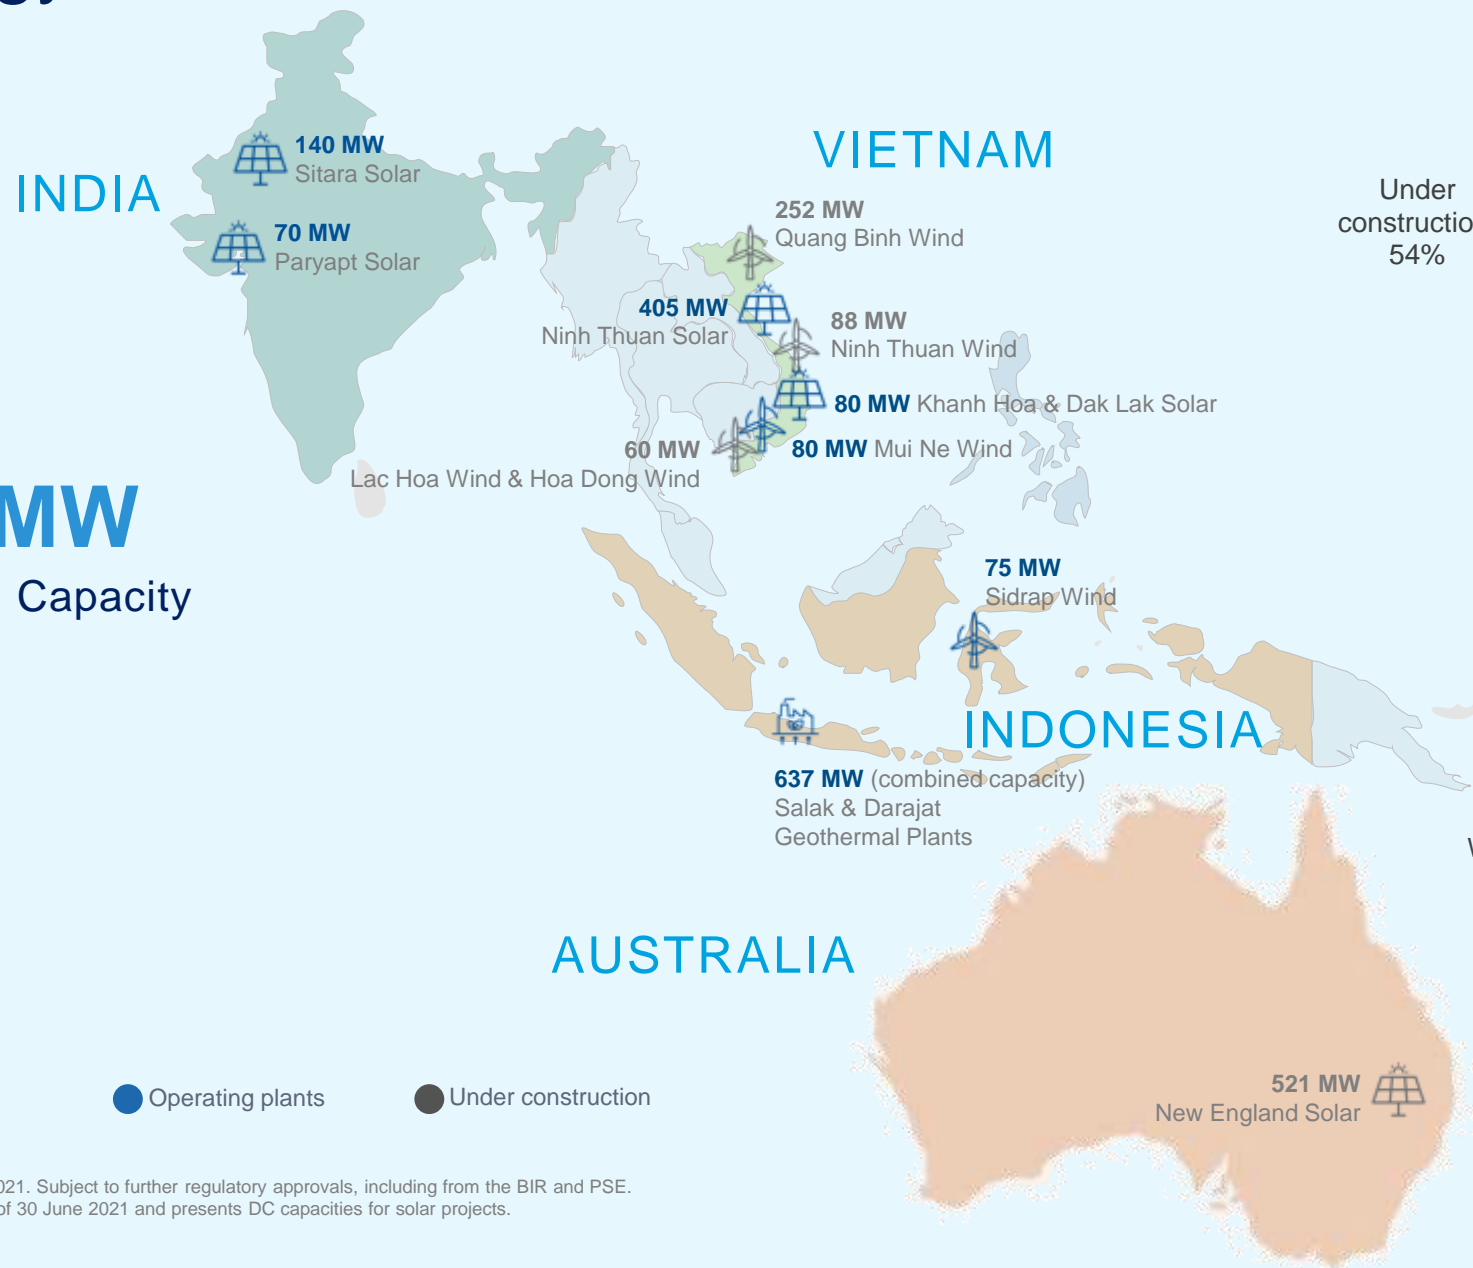 INDIA
140 MW
Sitara Solar
70 MW
Paryapt Solar
VIETNAM
252 MW
Quang Binh Wind
405 MW
Ninh Thuan Solar
88 MW
Ninh Thuan Wind
80 MW Khanh Hoa & Dak Lak Solar
80 MW Mui Ne Wind
60 MW
Lac Hoa Wind & Hoa Dong Wind
Under
constructio
54%
MW
Capacity
75 MW
Sidrap Wind
INDONESIA
637 MW (combined capacity)
Salak & Darajat
Geothermal Plants
AUSTRALIA
521 MW
New England Solar
Operating plants
Under construction
021. Subject to further regulatory approvals, including from the BIR and PSE.
of 30 June 2021 and presents DC capacities for solar projects.